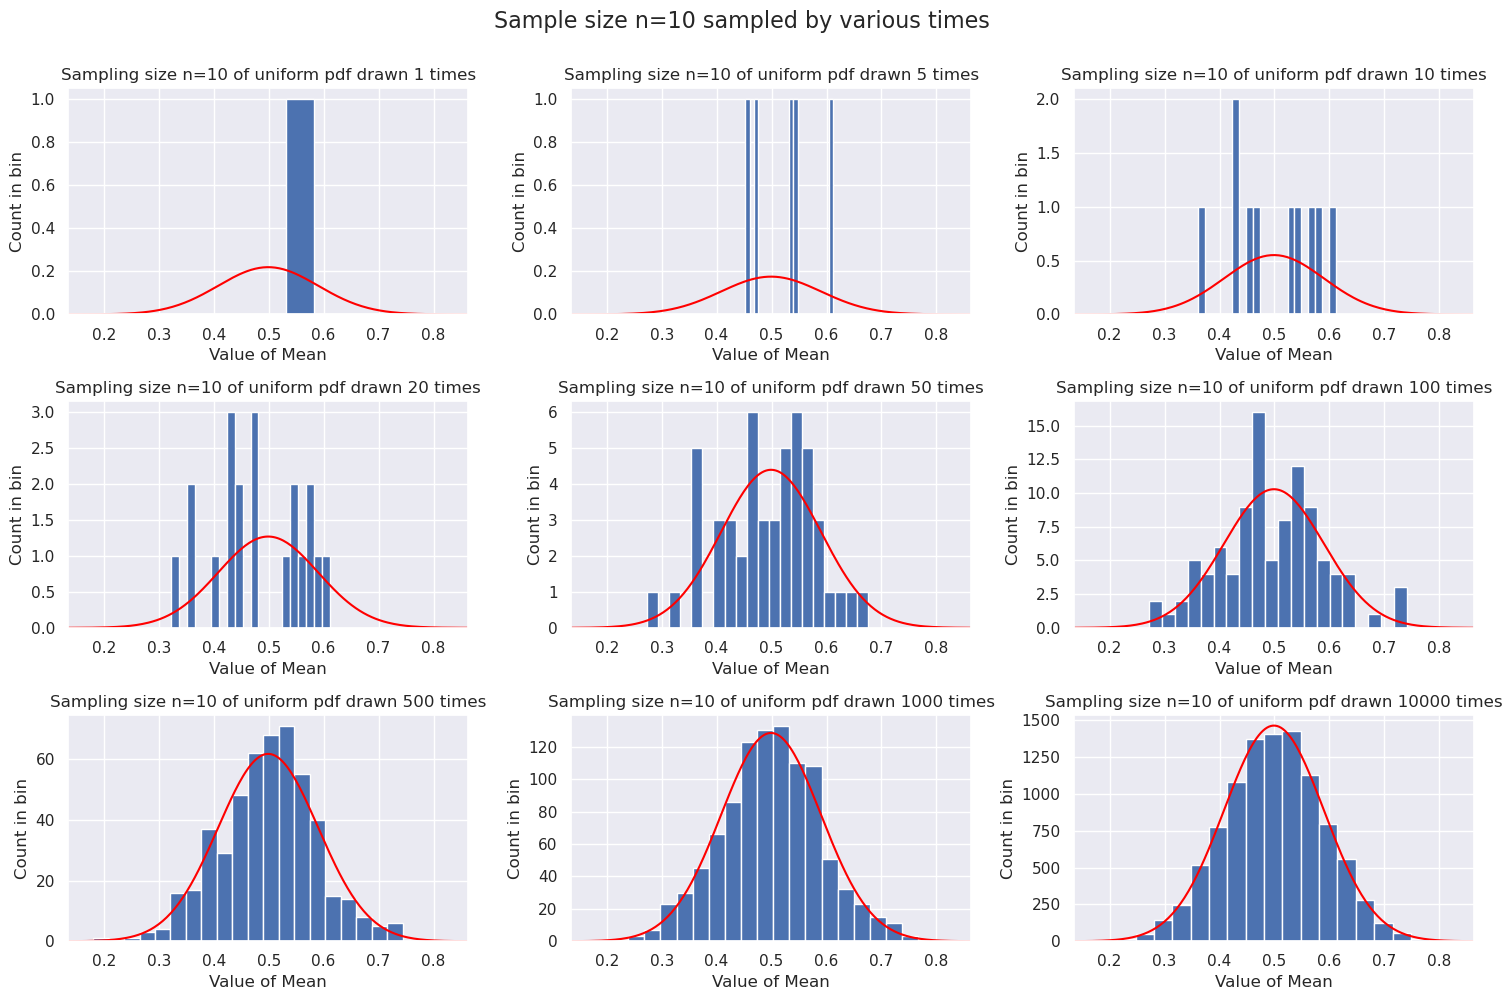 Sample size n=10 sampled by various times
Sampling size n=10 of uniform pdf drawn 1 times
Count in bin
1.0
0.8
0.6
0.4
0.2
0.0
0.2 0.3 0.4 0.5 0.6 0.7 0.8
Value of Mean
Sampling size n=10 of uniform pdf drawn 5 times
Count in bin
1.0
0.8
0.6
0.4
0.2
0.0
0.2 0.3 0.4 0.5 0.6 0.7 0.8
Value of Mean
Sampling size n=10 of uniform pdf drawn 10 times
Count in bin
2.0
1.5
1.0
0.5
0.0
0.2 0.3 0.4 0.5 0.6 0.7 0.8
Value of Mean
Sampling size n=10 of uniform pdf drawn 20 times
Count in bin
3.0
2.5
2.0
1.5
1.0
0.5
0.0
0.2 0.3 0.4 0.5 0.6 0.7 0.8
Value of Mean
Sampling size n=10 of uniform pdf drawn 50 times
Count in bin
6
5
4
3
2
1
0
0.2 0.3 0.4 0.5 0.6 0.7 0.8
Value of Mean
Sampling size n=10 of uniform pdf drawn 100 times
Count in bin
15.0
12.5
10.0
7.5
5.0
2.5
0.0
0.2 0.3 0.4 0.5 0.6 0.7 0.8
Value of Mean
Sampling size n=10 of uniform pdf drawn 500 times
Count in bin
60
40
20
0
0.2 0.3 0.4 0.5 0.6 0.7 0.8
Value of Mean
Sampling size n=10 of uniform pdf drawn 1000 times
Count in bin
120
100
80
60
40
20
0
0.2 0.3 0.4 0.5 0.6 0.7 0.8
Value of Mean
Sampling size n=10 of uniform pdf drawn 10000 times
Count in bin
1500
1250
1000
750
500
250
0
0.2 0.3 0.4 0.5 0.6 0.7 0.8
Value of Mean